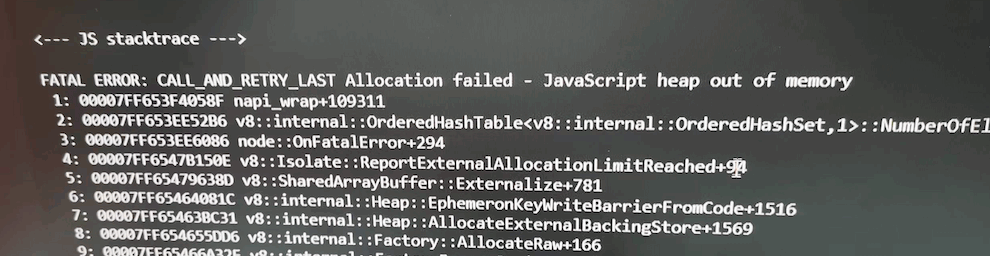 <--- JS stacktrace --->
FATAL ERROR: CALL_AND_RETRY_LAST Allocation failed - JavaScript heap out of memory
1: 00007FF653F4058F napi_wrap+109311
2: 00007FF653EE52B6 v8::internal::OrderedHashTable<v8::internal::OrderedHashSet,1>::NumberOfEl
3: 00007FF653EE6086 node::OnFatalError+294
4: 00007FF6547B150E v8::Isolate::ReportExternalAllocationLimitReached+94
5: 00007FF65479638D v8::SharedArrayBuffer::Externalize+781
6: 00007FF65464081C v8::internal::Heap::EphemeronKeyWriteBarrierFromCode+1516
7: 00007FF65463BC31 v8::internal::Heap::AllocateExternalBackingStore+1569
8: 00007FF654655DD6 v8::internal::Factory::AllocateRaw+166
9: